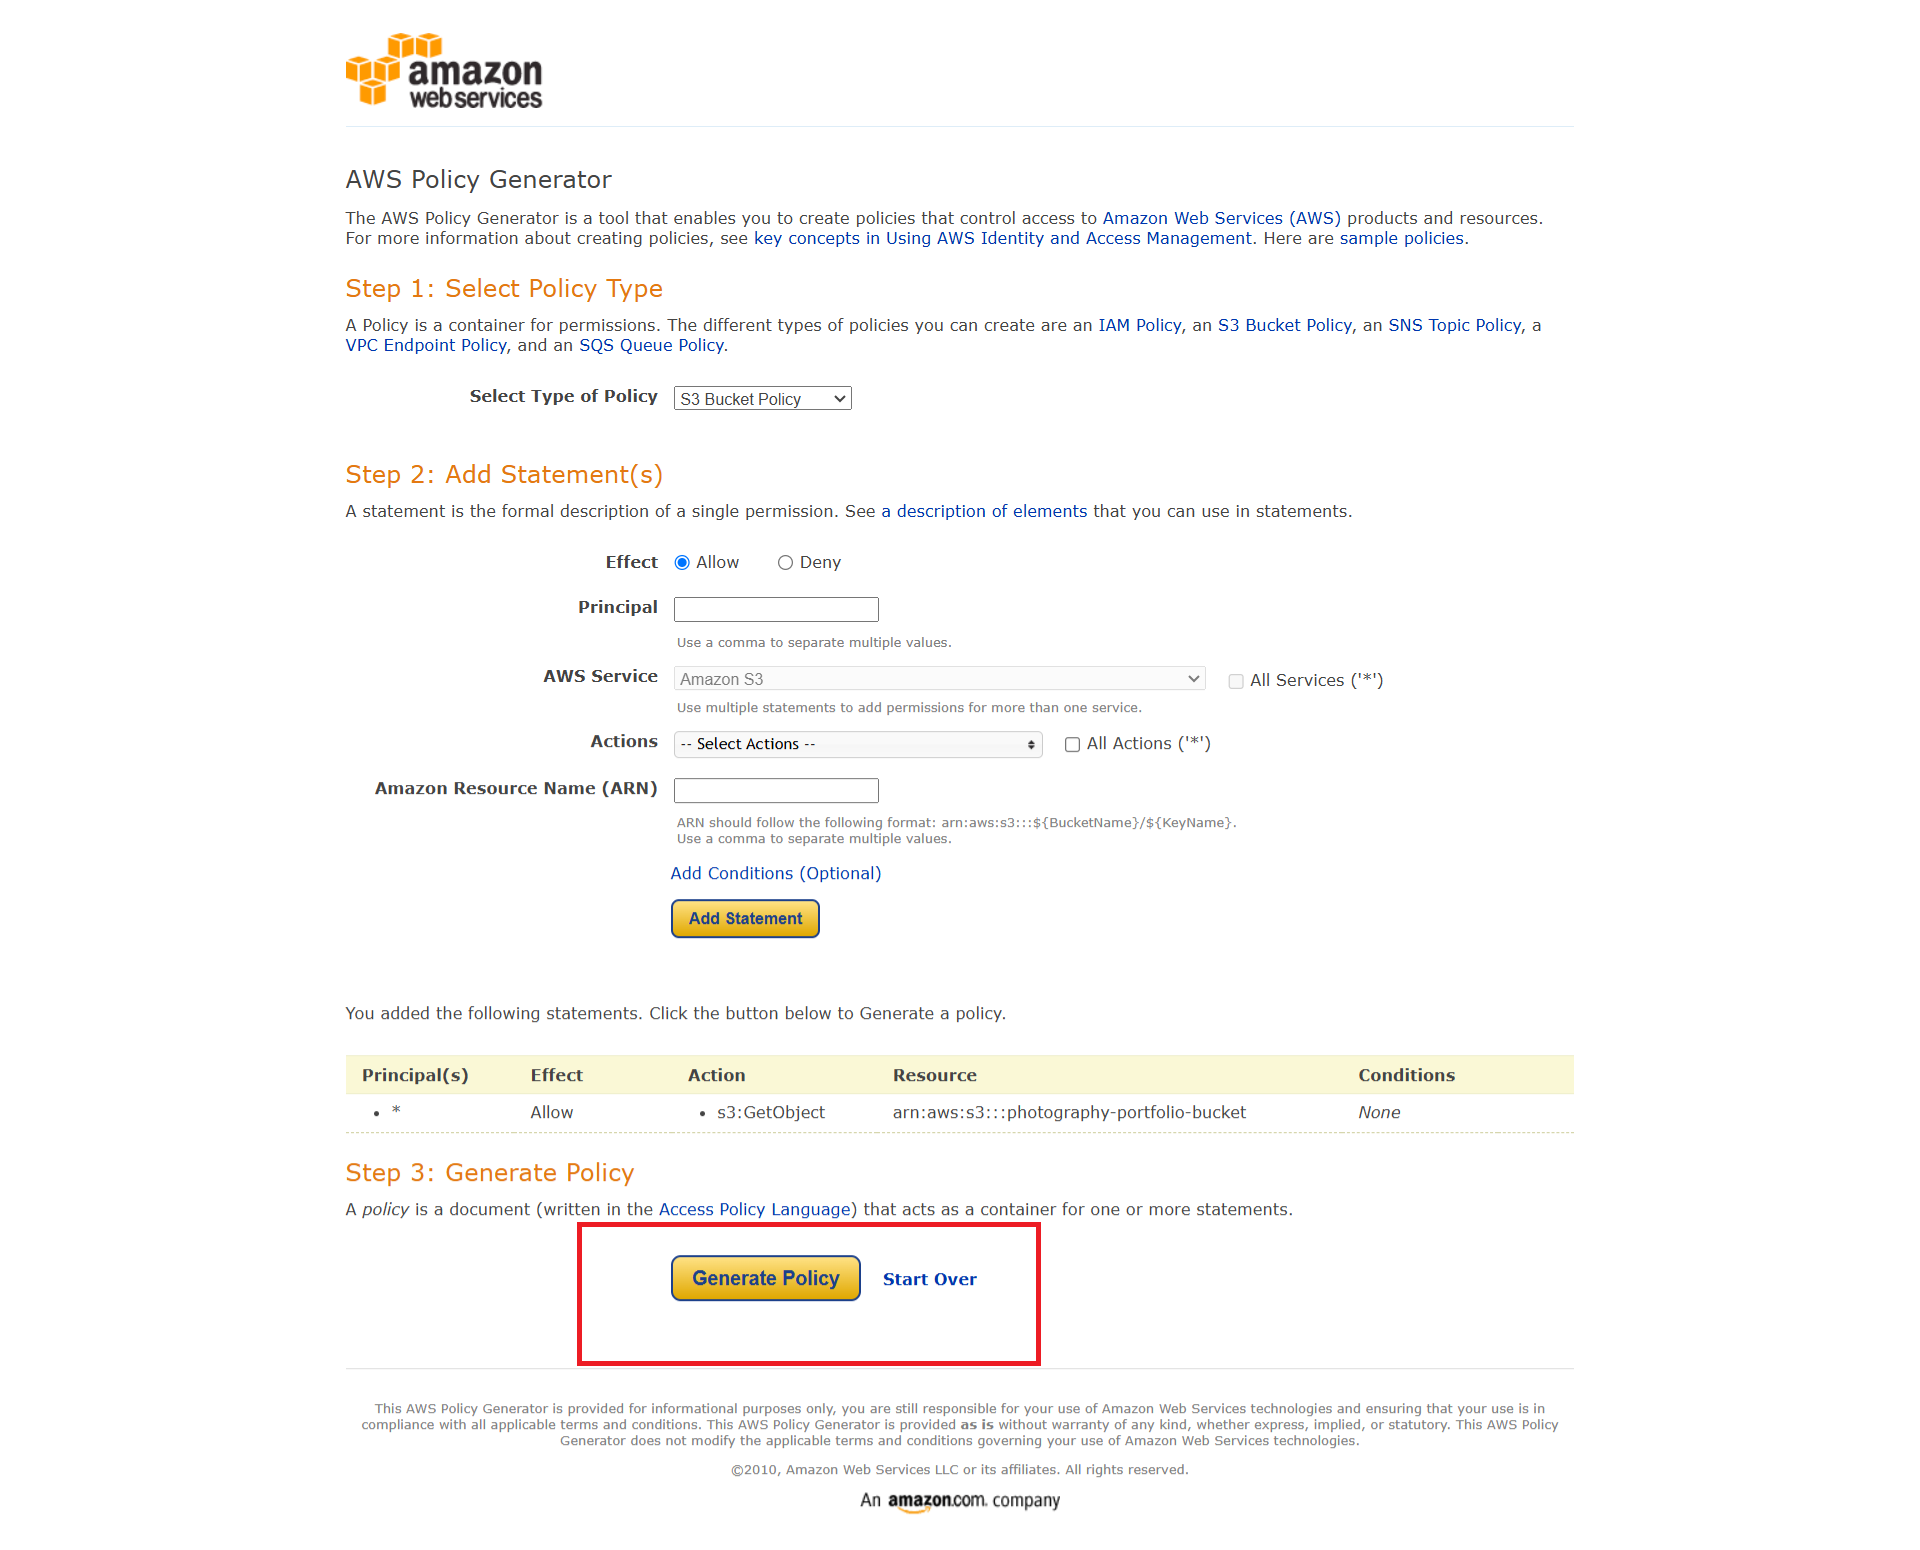 amazon
webservices
AWS Policy Generator
The AWS Policy Generator is a tool that enables you to create policies that control access to Amazon Web Services (AWS) products and resources.
For more information about creating policies, see key concepts in Using AWS Identity and Access Management. Here are sample policies.
Step 1: Select Policy Type
A Policy is a container for permissions. The different types of policies you can create are an IAM Policy, an S3 Bucket Policy, an SNS Topic Policy, a
VPC Endpoint Policy, and an SQS Queue Policy.
Select Type of Policy S3 Bucket Policy
Step 2: Add Statement(s)
A statement is the formal description of a single permission. See a description of elements that you can use in statements.
Effect Allow Deny
Principal
Use a comma to separate multiple values.
AWS Service Amazon S3 All Services ('*')
Use multiple statements to add permissions for more than one service.
Actions -- Select Actions -- All Actions ('*')
Amazon Resource Name (ARN)
ARN should follow the following format: arn:aws:s3:::${BucketName}/${KeyName}.
Use a comma to separate multiple values.
Add Conditions (Optional)
Add Statement
You added the following statements. Click the button below to Generate a policy.
Principal(s) Effect Action Resource Conditions
• * Allow • s3:GetObject arn:aws:s3:::photography-portfolio-bucket None
Step 3: Generate Policy
A policy is a document (written in the Access Policy Language) that acts as a container for one or more statements.
Generate Policy Start Over
This AWS Policy Generator is provided for informational purposes only, you are still responsible for your use of Amazon Web Services technologies and ensuring that your use is in
compliance with all applicable terms and conditions. This AWS Policy Generator is provided as is without warranty of any kind, whether express, implied, or statutory. This AWS Policy
Generator does not modify the applicable terms and conditions governing your use of Amazon Web Services technologies.
©2010, Amazon Web Services LLC or its affiliates. All rights reserved.
An amazon.com. company